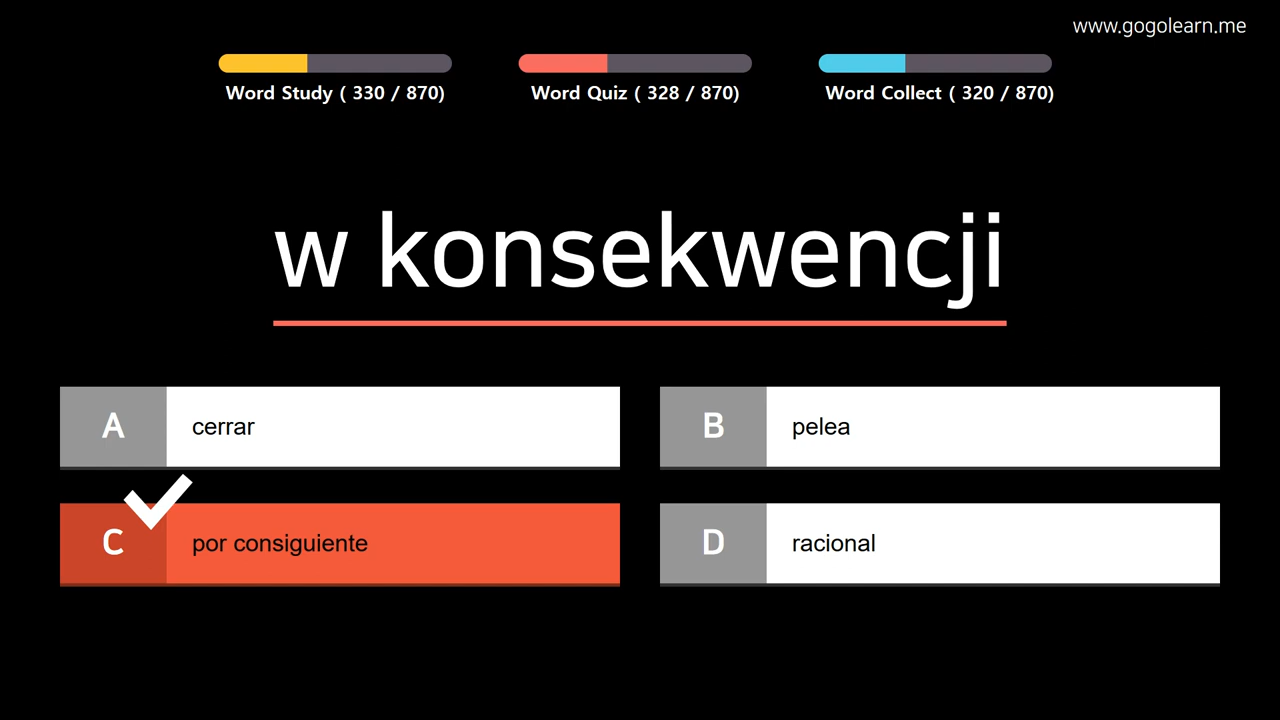 www.gogolearn.me
Word Study ( 330 / 870)
Word Quiz ( 328 / 870)
Word Collect ( 320 / 870)
w konsekwencji
A cerrar
B pelea
C por consiguiente
D racional